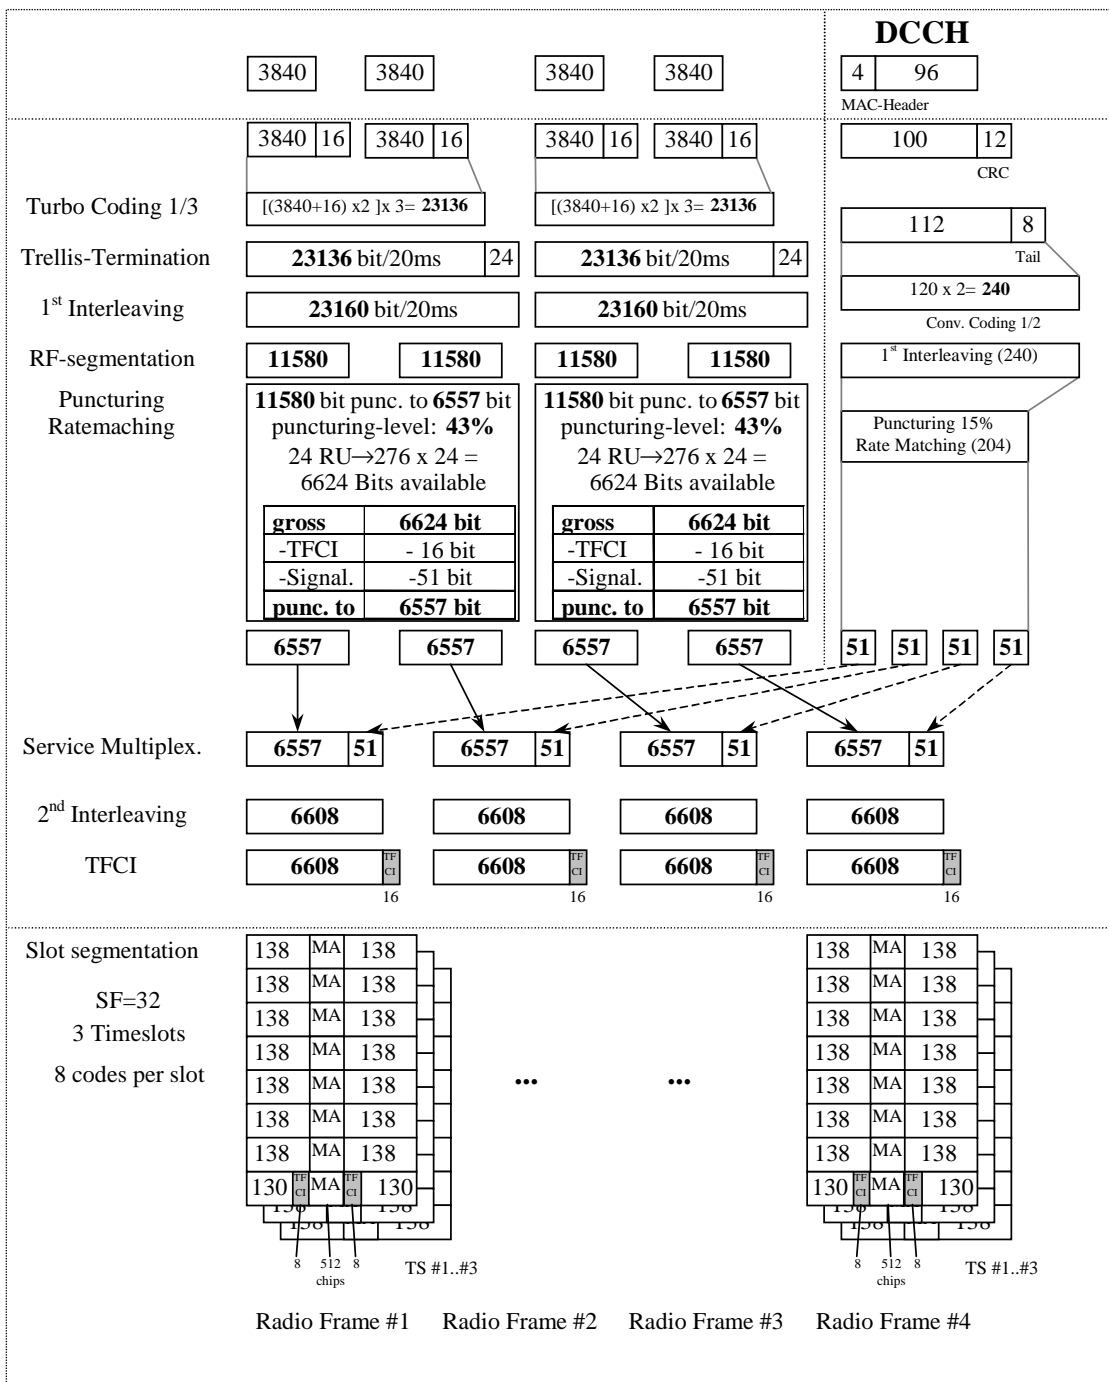 DCCH
3840 3840 3840 3840 4 96
MAC-Header
3840 16 3840 16 3840 16 3840 16 100 12
CRC
Turbo Coding 1/3 [(3840+16) x2 ]x 3= 23136 [(3840+16) x2 ]x 3= 23136
112 8
Tail
Trellis-Termination 23136 bit/20ms 24 23136 bit/20ms 24
120 x 2= 240
Conv. Coding 1/2
1st Interleaving 23160 bit/20ms 23160 bit/20ms
RF-segmentation 11580 11580 11580 11580 1st Interleaving (240)
Puncturing
Ratemaching
11580 bit punc. to 6557 bit
puncturing-level: 43%
24 RU→276 x 24 =
6624 Bits available
gross 6624 bit
-TFCI - 16 bit
-Signal. -51 bit
punc. to 6557 bit
11580 bit punc. to 6557 bit
puncturing-level: 43%
24 RU→276 x 24 =
6624 Bits available
gross 6624 bit
-TFCI - 16 bit
-Signal. -51 bit
punc. to 6557 bit
Puncturing 15%
Rate Matching (204)
6557 6557 6557 6557 51 51 51 51
Service Multiplex. 6557 51 6557 51 6557 51 6557 51
2nd Interleaving 6608 6608 6608 6608
TFCI 6608 TF CI 6608 TF CI 6608 TF CI 6608 TF CI
16 16 16 16
Slot segmentation
SF=32
3 Timeslots
8 codes per slot
138 MA 138
138 MA 138
138 MA 138
138 MA 138
138 MA 138
138 MA 138
138 MA 138
130 TF CI MA TF CI 130
138 138
138 138
8 512 8
chips
TS #1..#3
... ...
138 MA 138
138 MA 138
138 MA 138
138 MA 138
138 MA 138
138 MA 138
138 MA 138
130 TF CI MA TF CI 130
138 138
138 138
8 512 8
chips
TS #1..#3
Radio Frame #1 Radio Frame #2 Radio Frame #3 Radio Frame #4